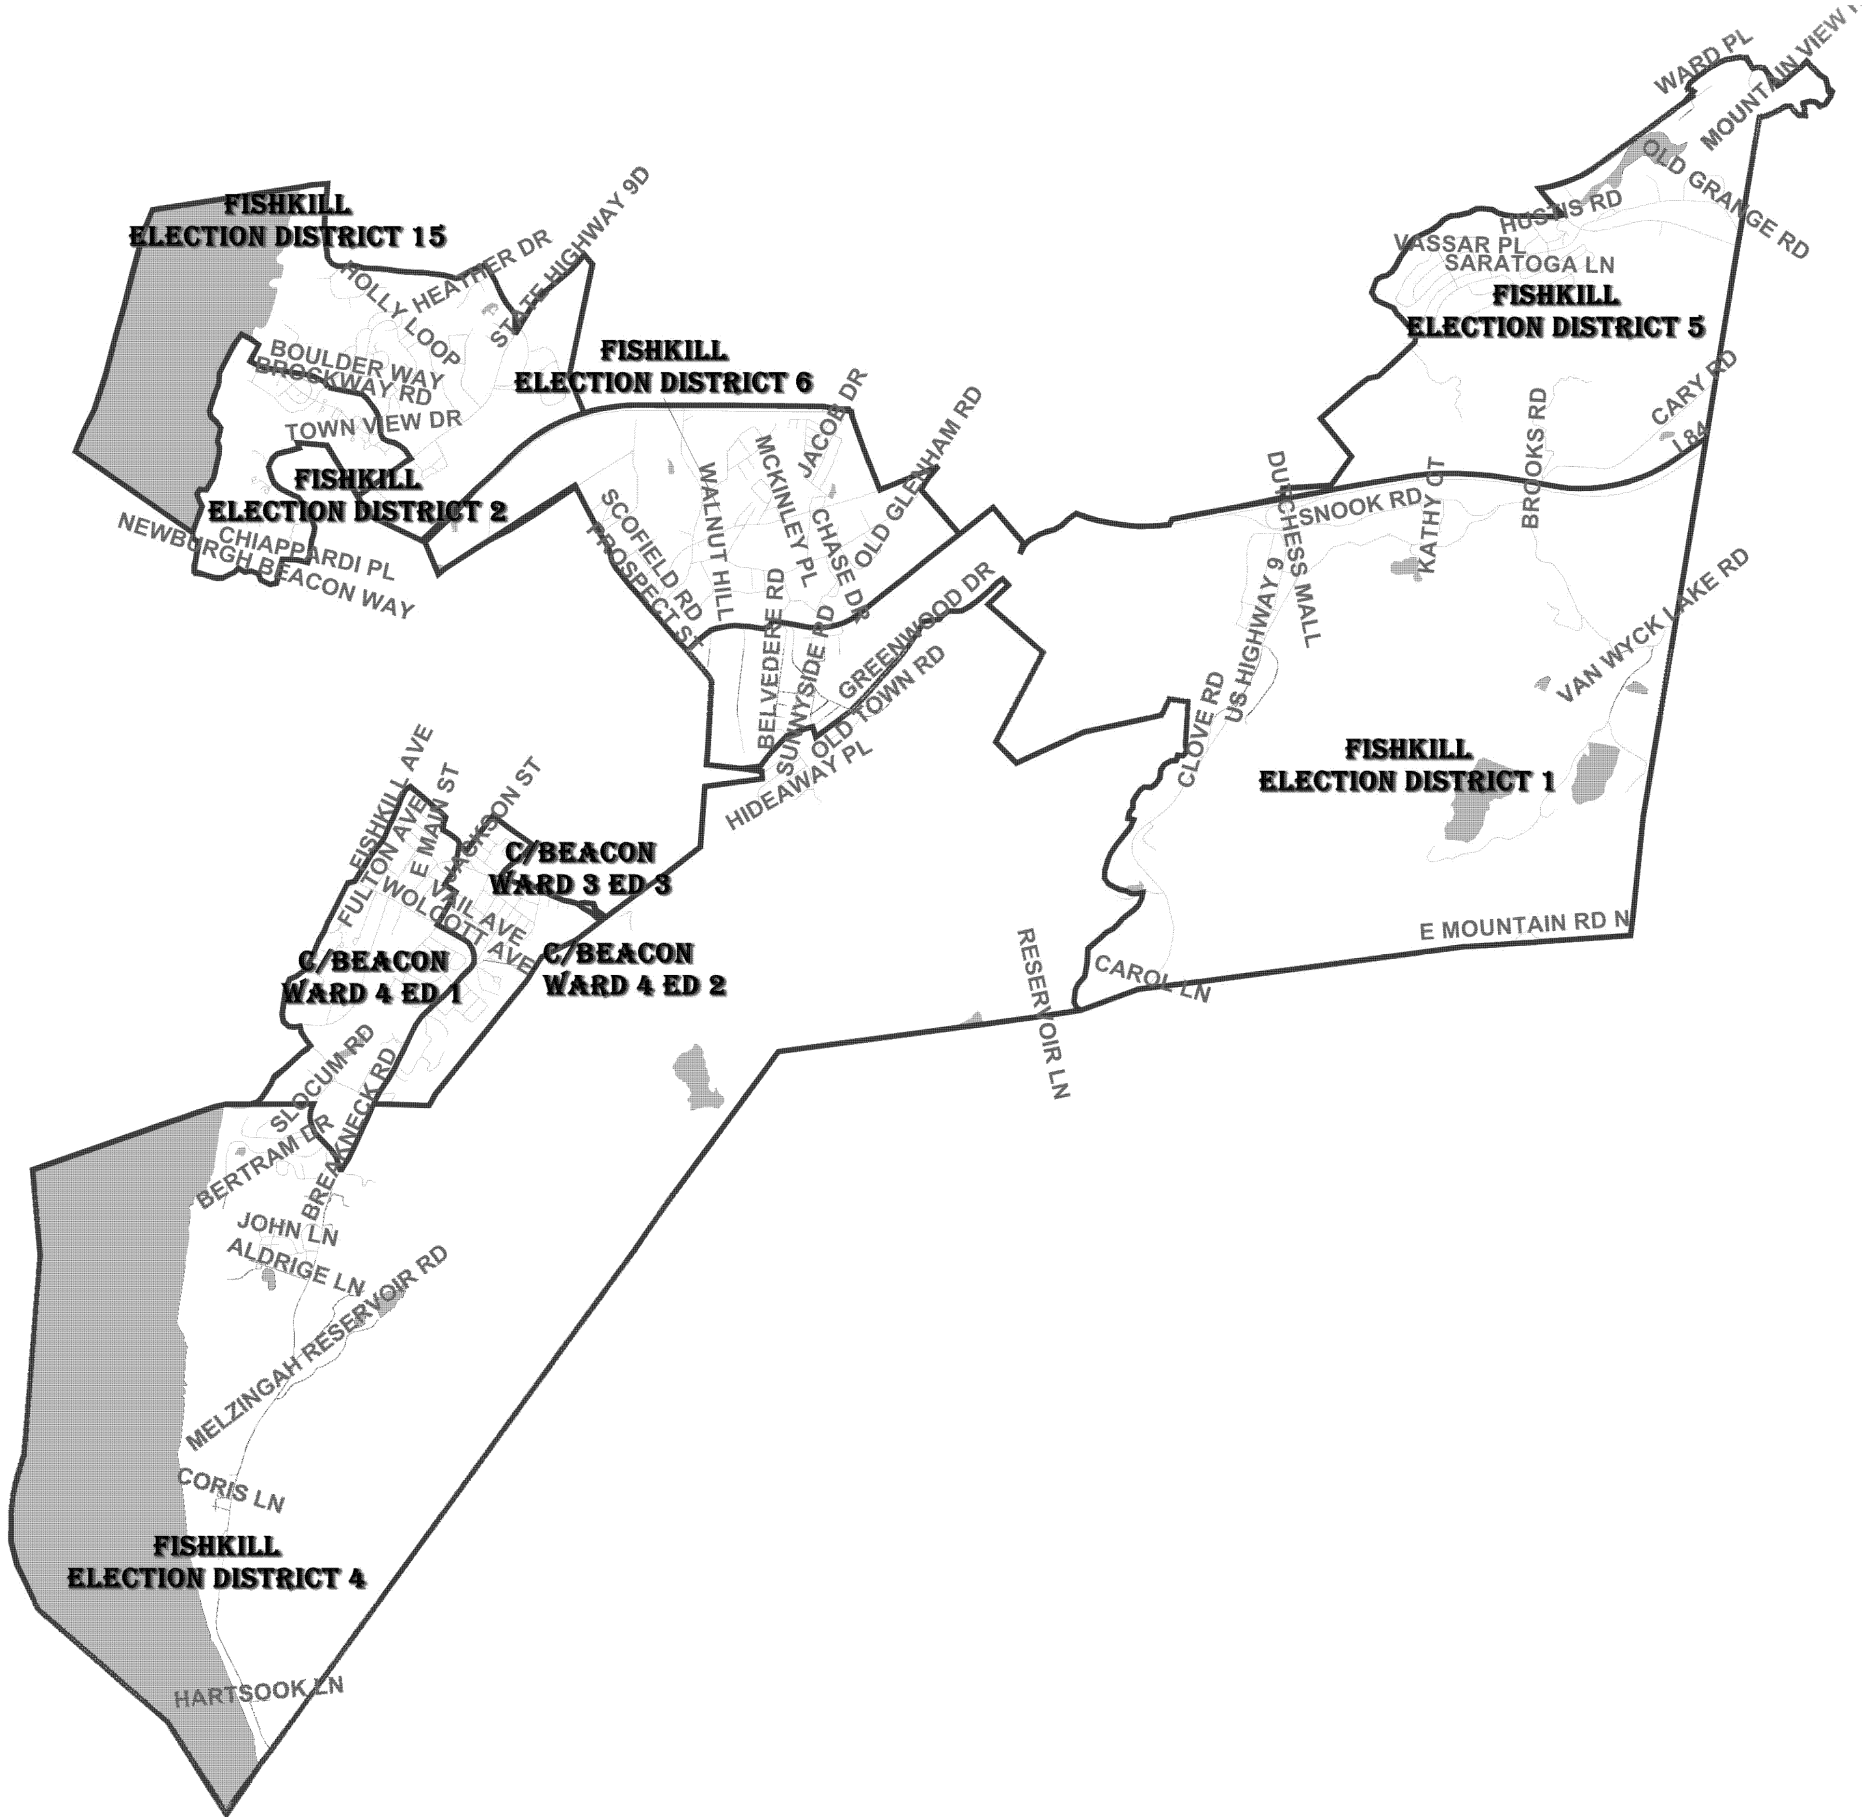 WARD PL
MOUNTAIN VIEW
OLD GRANGE RD
HUSTIS RD
VASSAR PL
SARATOGA LN
FISHKILL
ELECTION DISTRICT 5
FISHKILL
ELECTION DISTRICT 15
STATE HIGHWAY 9D
HEATHER DR
HOLLY LOOP
BOULDER WAY
BROCKWAY RD
TOWN VIEW DR
FISHKILL
ELECTION DISTRICT 6
JACOB DR
OLD GLENHAM RD
CARY RD
I 84
BROOKS RD
FISHKILL
ELECTION DISTRICT 2
NEWBURGH BEACON WAY
CHIAPPARDI PL
SCOFIELD RD
PROSPECT ST
WALNUT HILL
MCKINLEY PL
CHASE DR
DUTCHESS MALL
SNOOK RD
KATHY CT
VAN WYCK LAKE RD
BELVEDERE RD
SUNNYSIDE RD
GREENWOOD DR
OLD TOWN RD
HIDEAWAY PL
US HIGHWAY 9
CLOVE RD
FISHKILL
ELECTION DISTRICT 1
FISHKILL AVE
FULTON AVE
E MAIN ST
JACKSON ST
C/BEACON
WARD 3 ED 3
VAIL AVE
WOLCOTT AVE
C/BEACON
WARD 4 ED 1
C/BEACON
WARD 4 ED 2
E MOUNTAIN RD N
RESERVOIR LN
CAROL LN
SLOCUM RD
BREAKNECK RD
BERTRAM DR
JOHN LN
ALDRIGE LN
MELZINGAH RESERVOIR RD
CORIS LN
FISHKILL
ELECTION DISTRICT 4
HARTSOOK LN